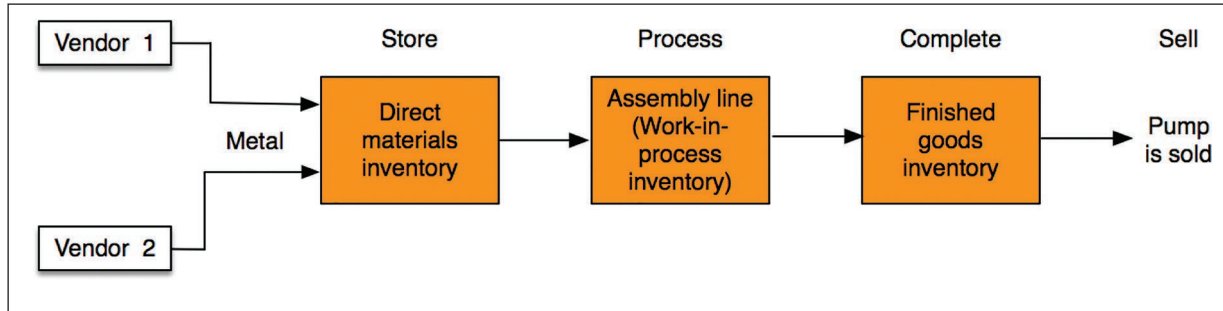 Vendor 1
Store
Process
Complete
Sell
Metal
Direct
materials
inventory
Assembly line
(Work-in-
process
inventory)
Finished
goods
inventory
Pump
is sold
Vendor 2